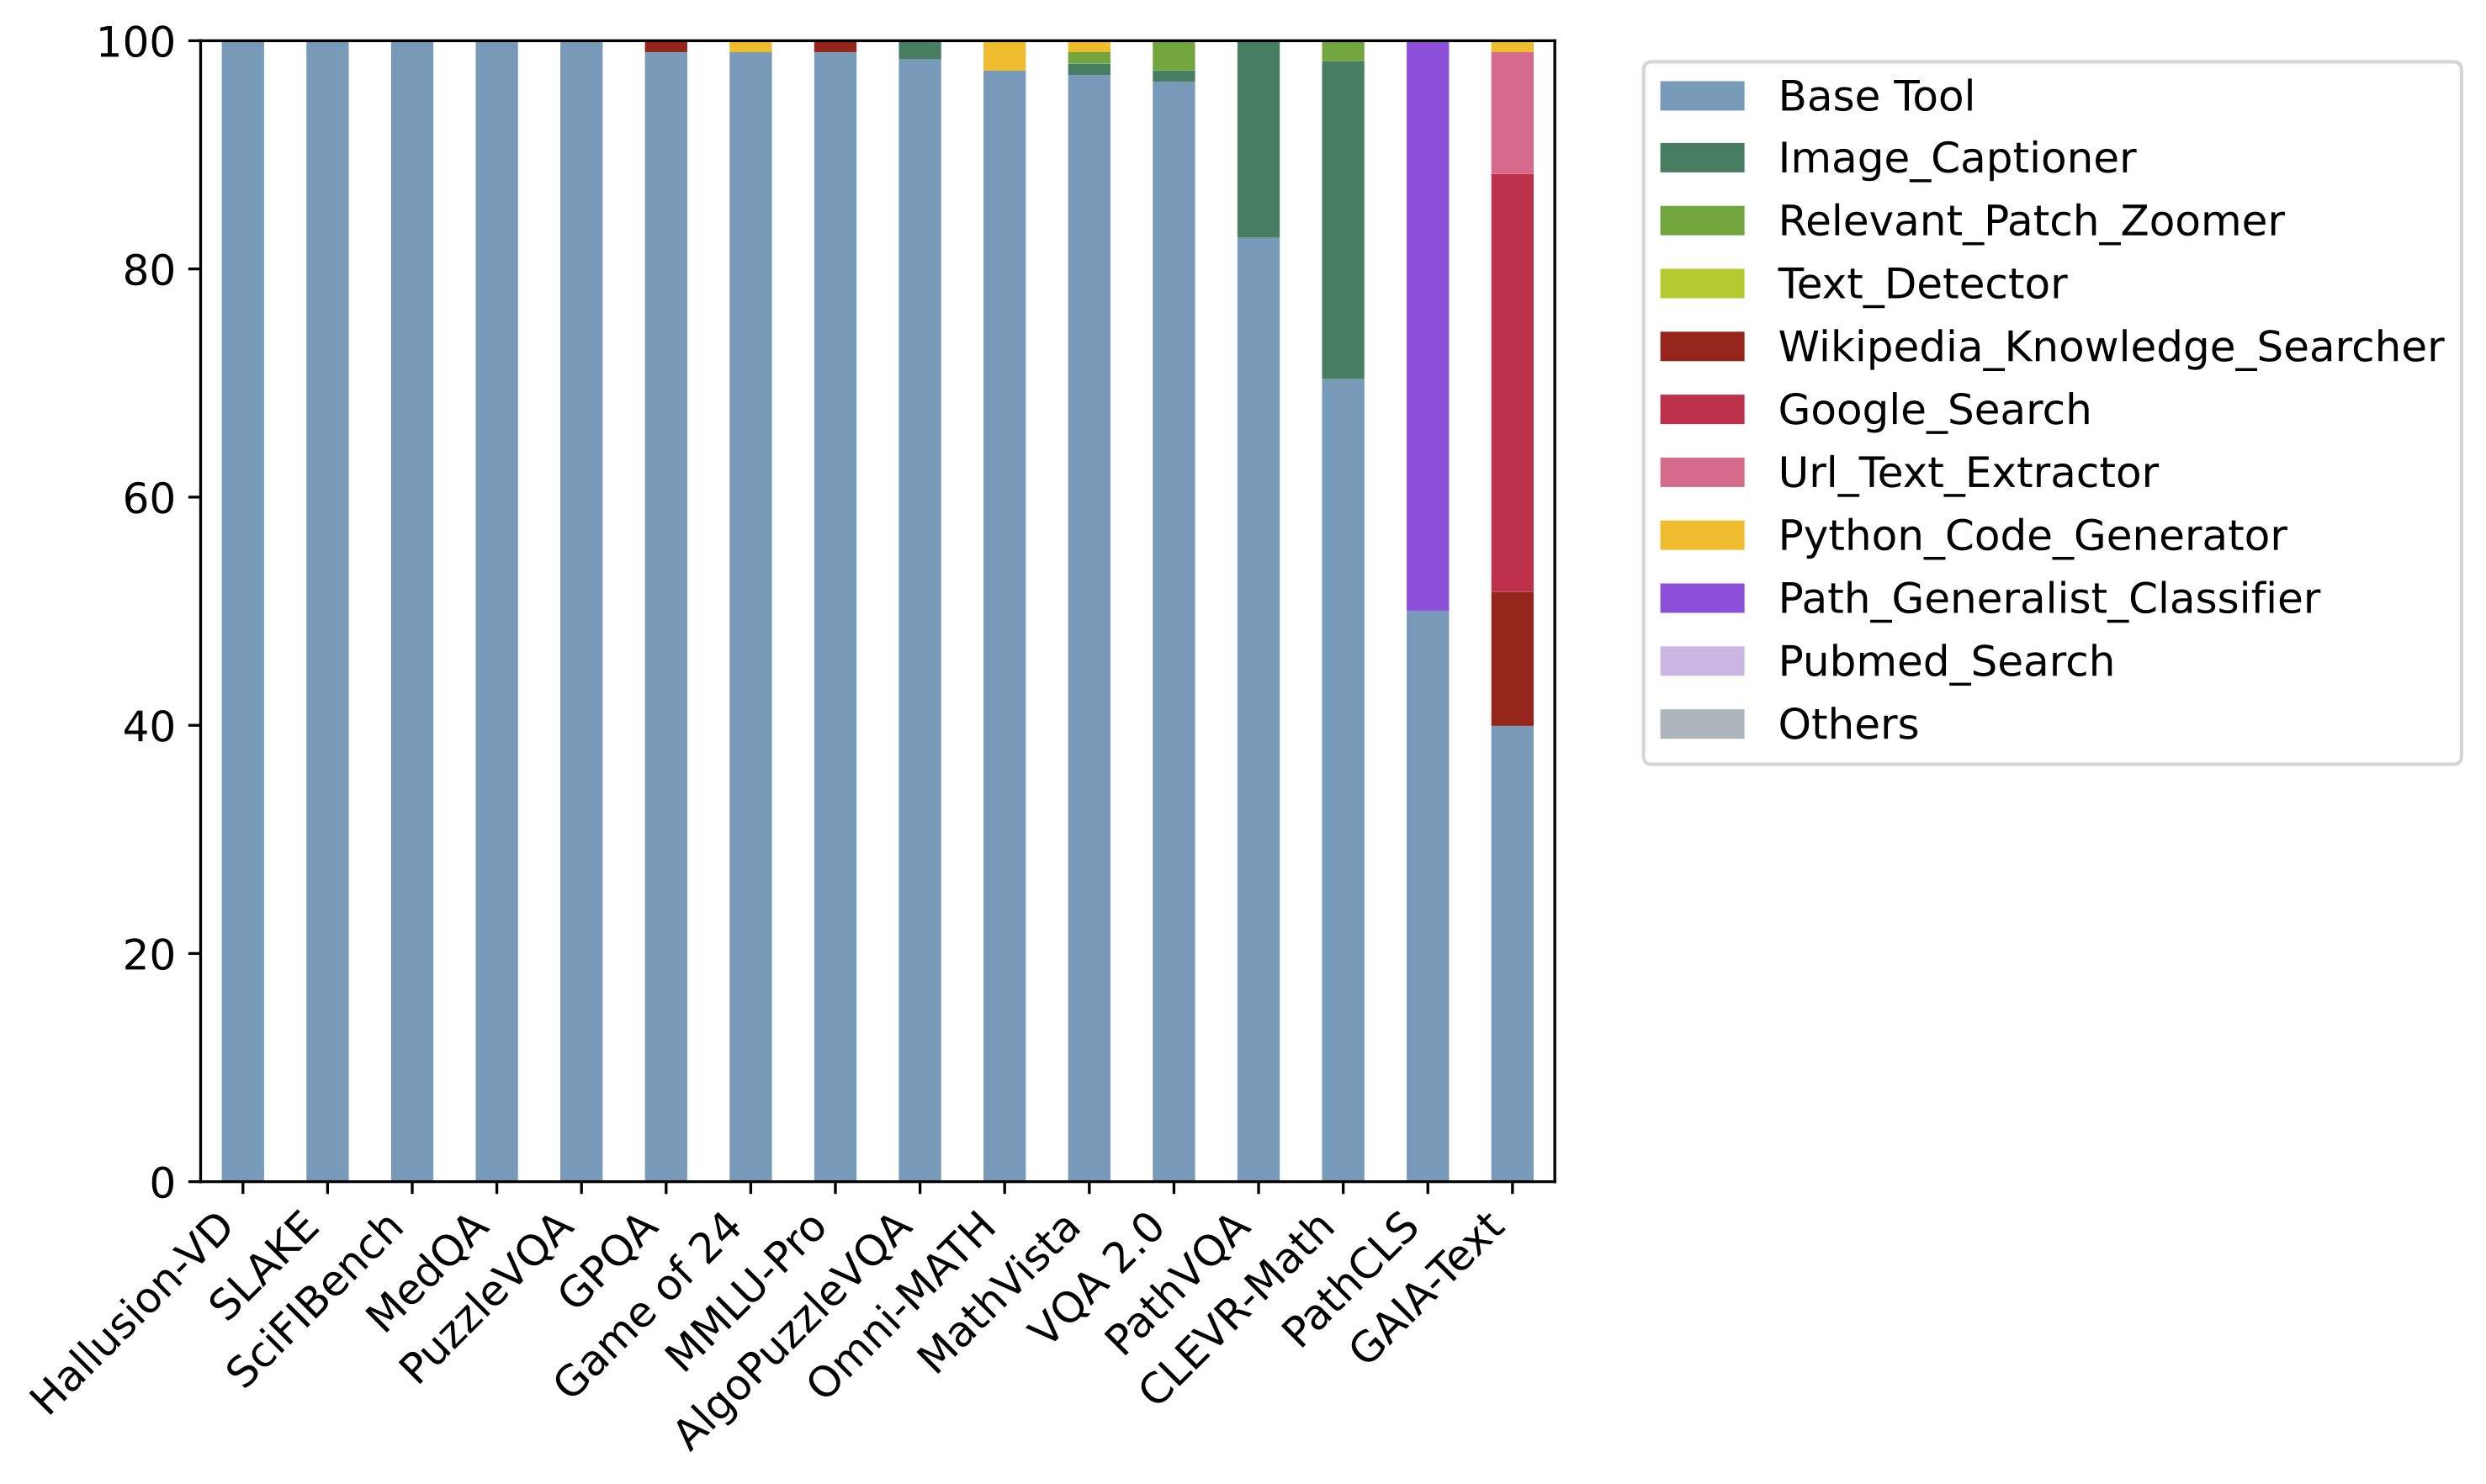 100
80
60
40
20
0
Hallusion-VD
SLAKE
SciFIBench
MedQA
PuzzleVQA
GPQA
Game of 24
MMLU-Pro
AlgoPuzzleVQA
Omni-MATH
MathVista
VQA 2.0
PathVQA
CLEVR-Math
PathCLS
GAIA-Text
Base Tool
Image_Captioner
Relevant_Patch_Zoomer
Text_Detector
Wikipedia_Knowledge_Searcher
Google_Search
Url_Text_Extractor
Python_Code_Generator
Path_Generalist_Classifier
Pubmed_Search
Others